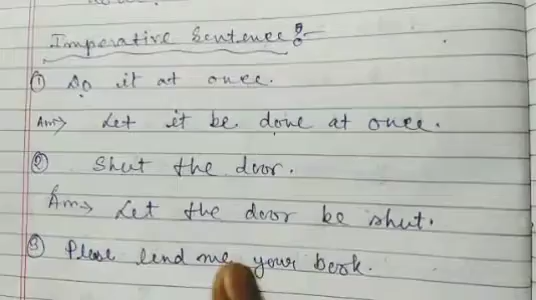 Imperative Sentence :-
① Do it at once.
Ans→ Let it be done at once.
② Shut the door.
Ans→ Let the door be shut.
③ Please lend me your book.